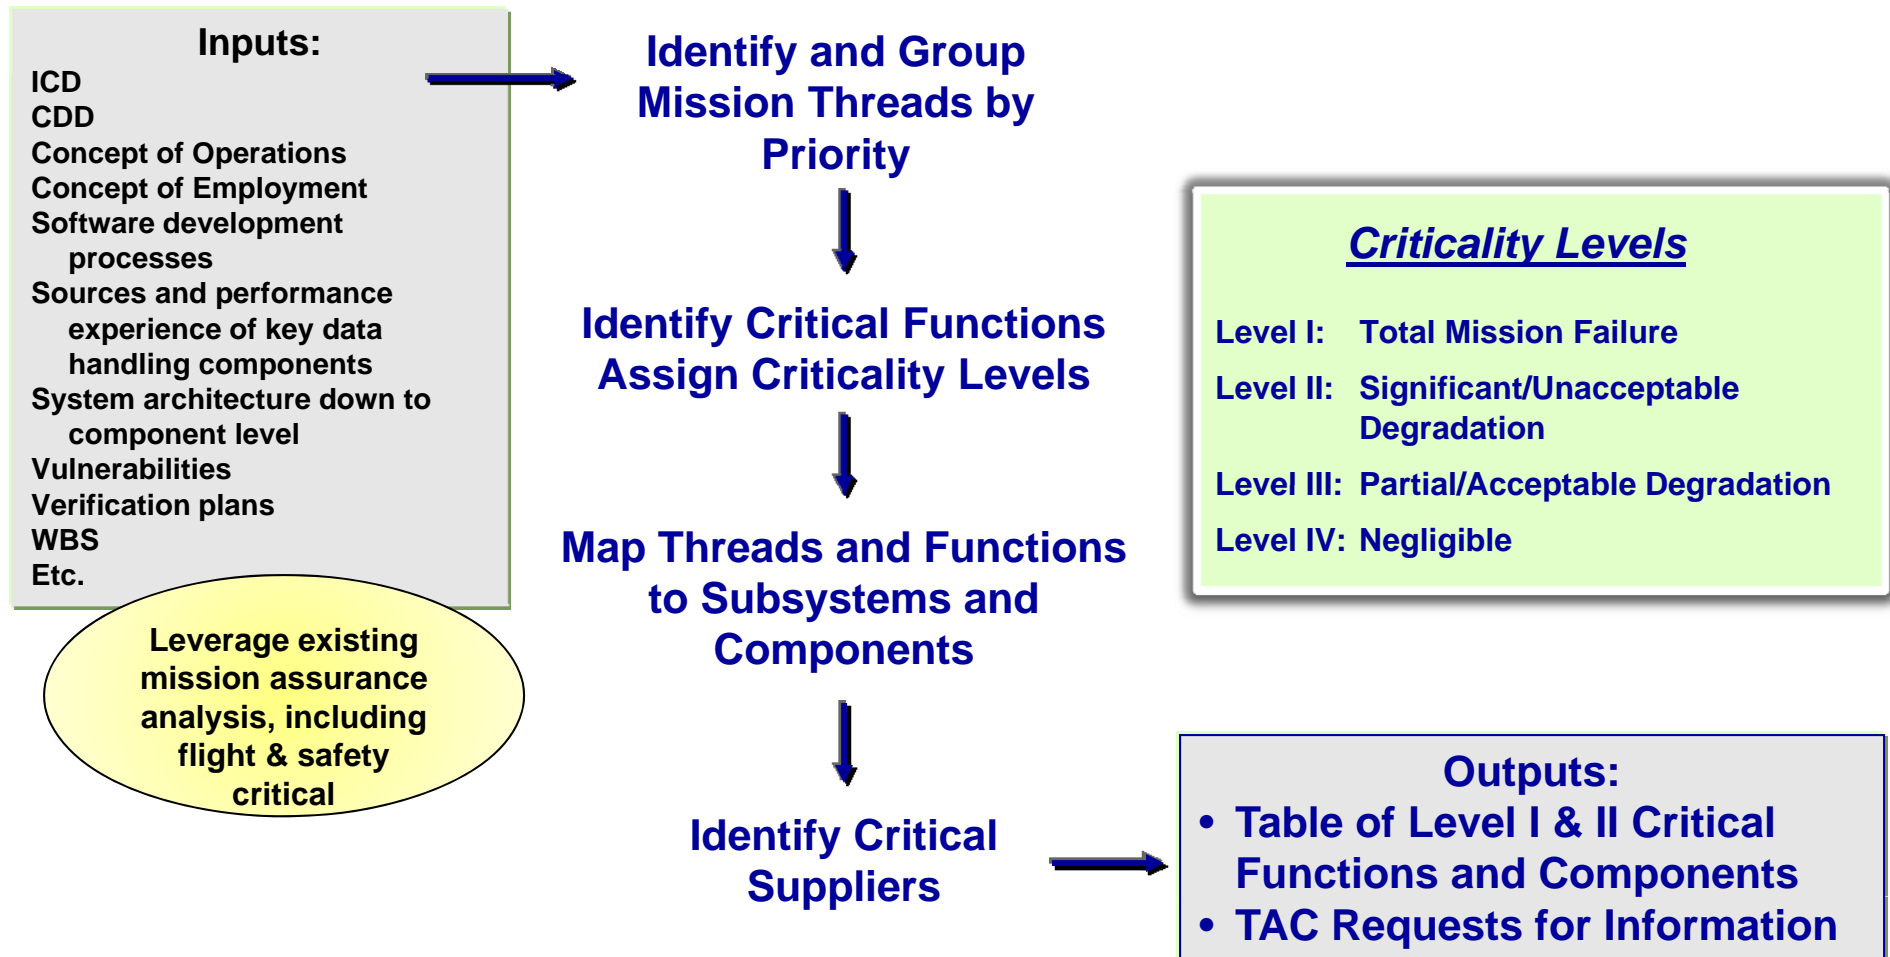 Inputs:
ICD
CDD
Concept of Operations
Concept of Employment
Software development
processes
Sources and performance
experience of key data
handling components
System architecture down to
component level
Vulnerabilities
Verification plans
WBS
Etc.
Leverage existing
mission assurance
analysis, including
flight & safety
critical
Identify and Group
Mission Threads by
Priority
Identify Critical Functions
Assign Criticality Levels
Map Threads and Functions
to Subsystems and
Components
Identify Critical
Suppliers
Criticality Levels
Level I: Total Mission Failure
Level II: Significant/Unacceptable
Degradation
Level III: Partial/Acceptable Degradation
Level IV: Negligible
Outputs:
• Table of Level I & II Critical
Functions and Components
• TAC Requests for Information